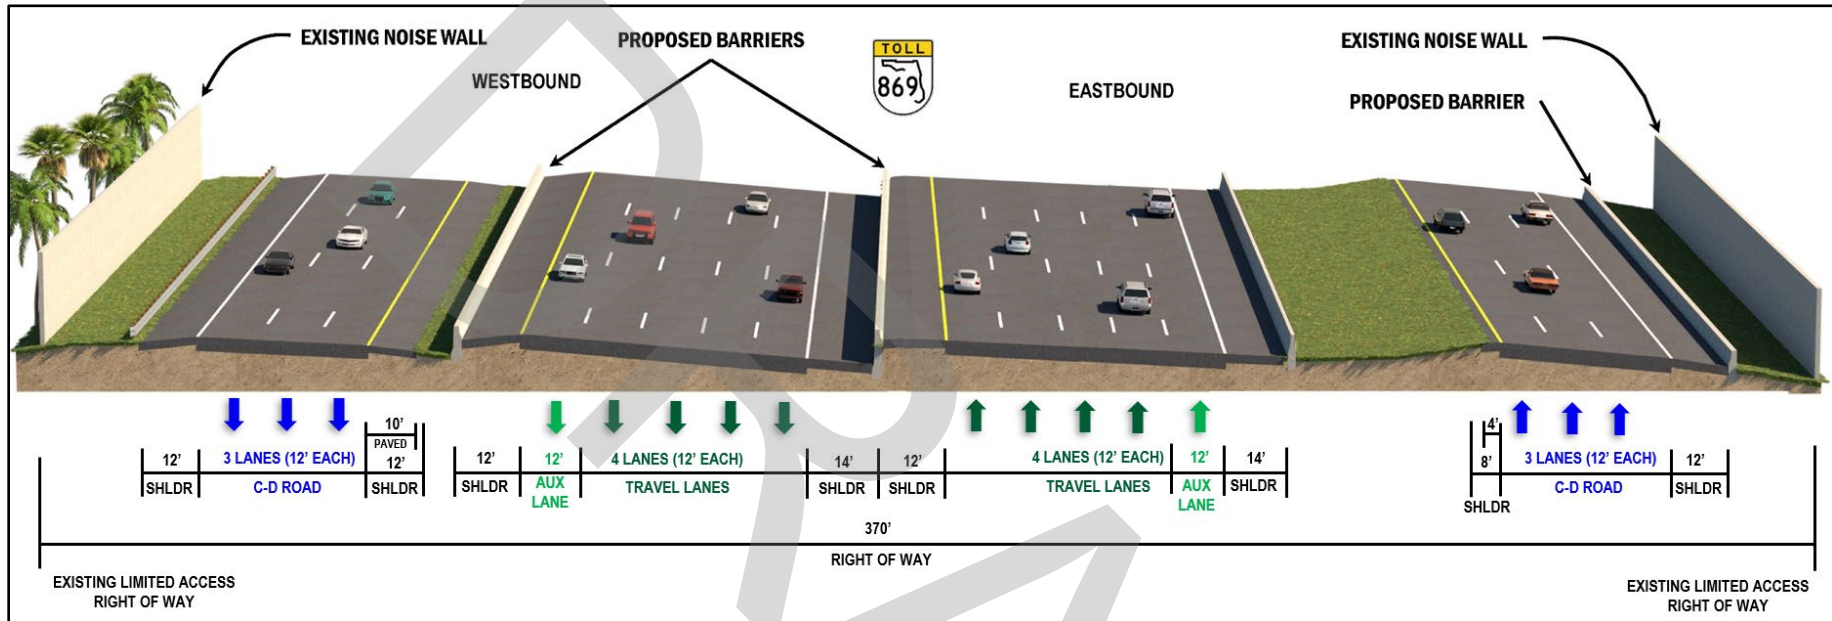 EXISTING NOISE WALL
PROPOSED BARRIERS
TOLL
869
EXISTING NOISE WALL
WESTBOUND
EASTBOUND
PROPOSED BARRIER
12'
SHLDR
3 LANES (12' EACH)
C-D ROAD
10'
PAVED
12'
SHLDR
12'
SHLDR
12'
AUX
LANE
4 LANES (12' EACH)
TRAVEL LANES
14'
SHLDR
12'
SHLDR
4 LANES (12' EACH)
TRAVEL LANES
12'
AUX
LANE
14'
SHLDR
4'
8'
SHLDR
3 LANES (12' EACH)
C-D ROAD
12'
SHLDR
370'
RIGHT OF WAY
EXISTING LIMITED ACCESS
RIGHT OF WAY
EXISTING LIMITED ACCESS
RIGHT OF WAY